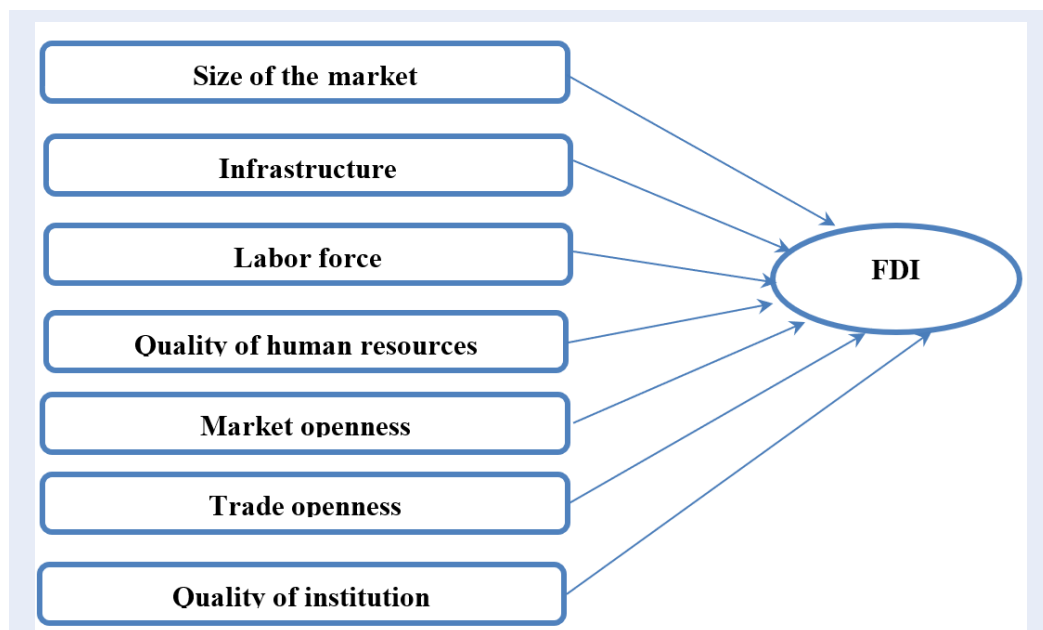 Size of the market
Infrastructure
Labor force
FDI
Quality of human resources
Market openness
Trade openness
Quality of institution